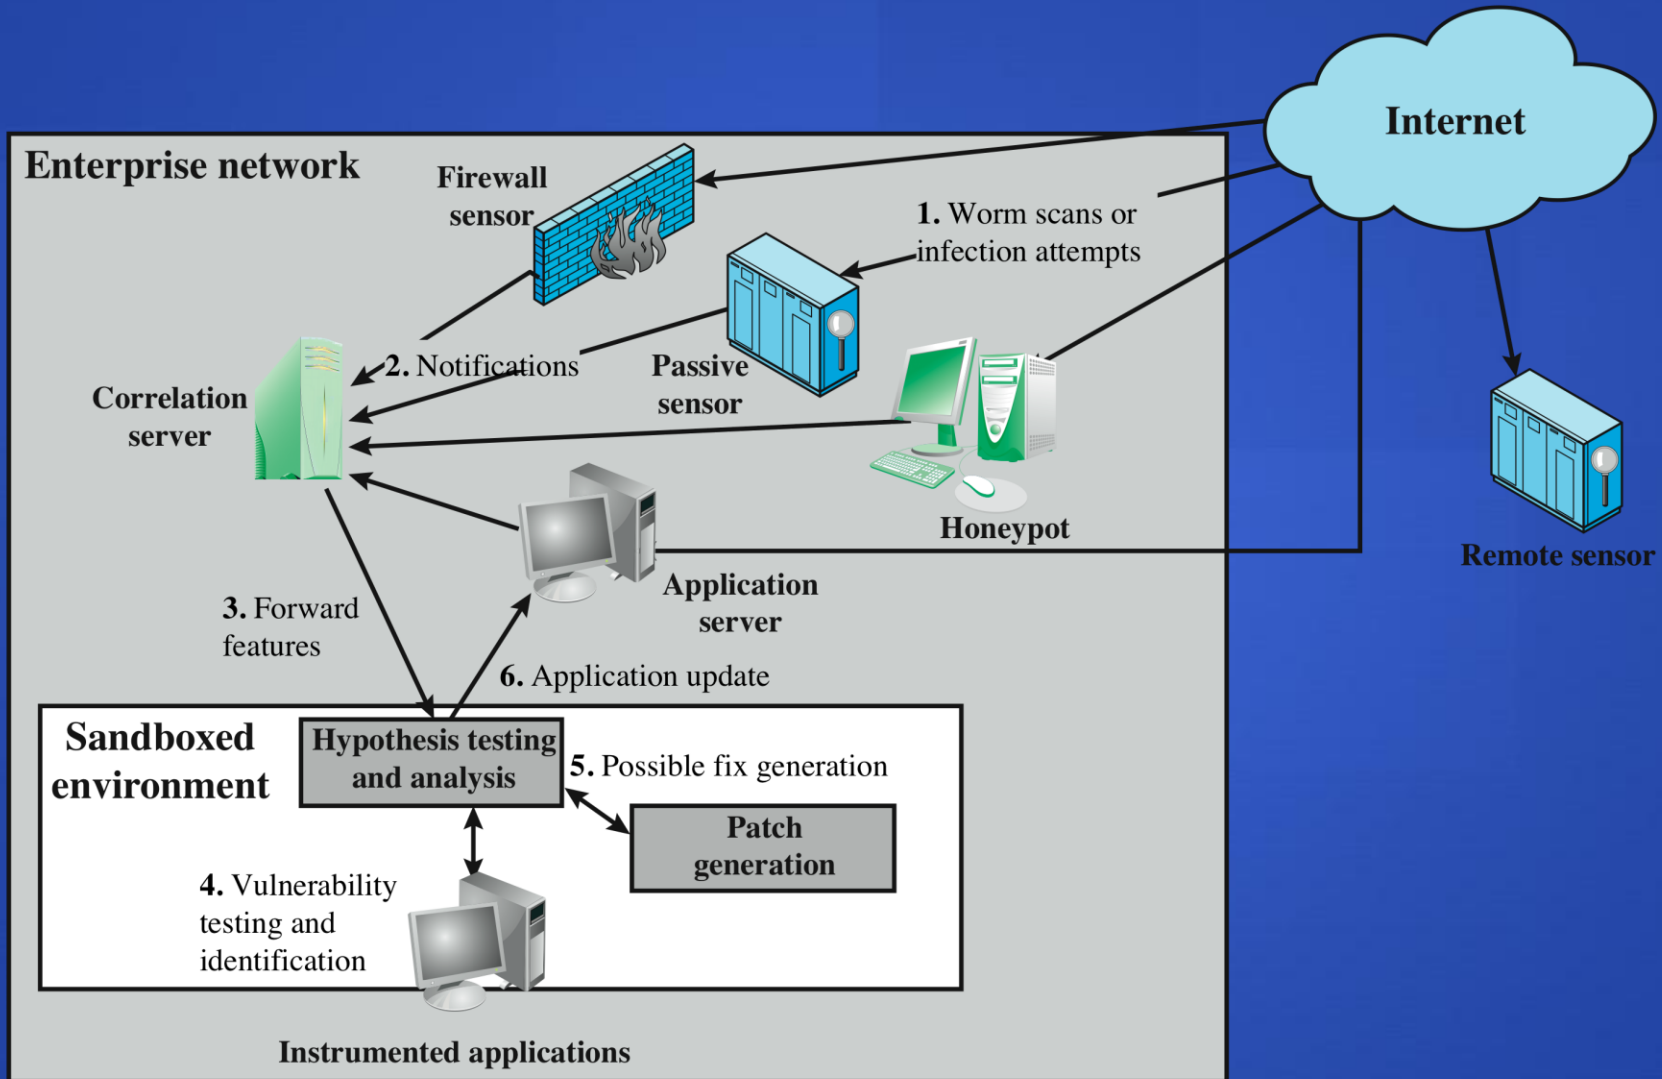 Internet
Enterprise network
Firewall
sensor
1. Worm scans or
infection attempts
2. Notifications
Passive
sensor
Correlation
server
Honeypot
Remote sensor
Application
server
3. Forward
features
6. Application update
Sandboxed
environment
Hypothesis testing
and analysis
5. Possible fix generation
Patch
generation
4. Vulnerability
testing and
identification
Instrumented applications